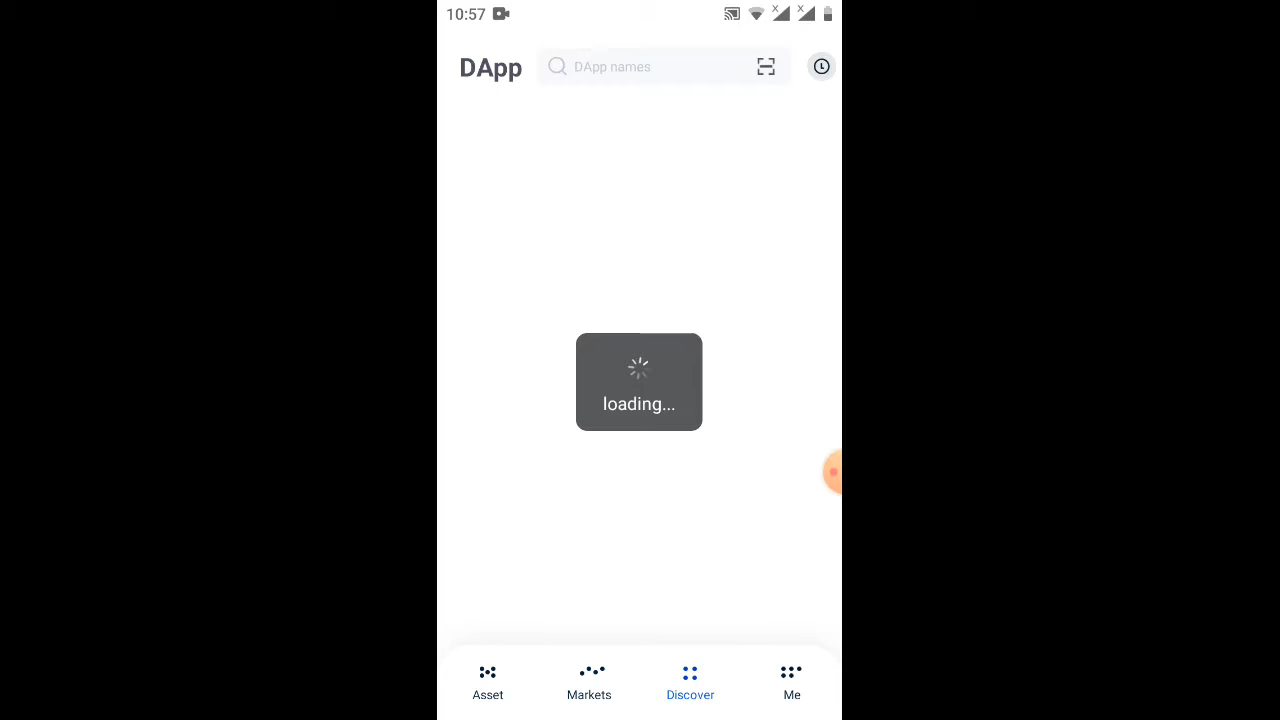 10:57
DApp
DApp names
loading...
Asset
Markets
Discover
Me